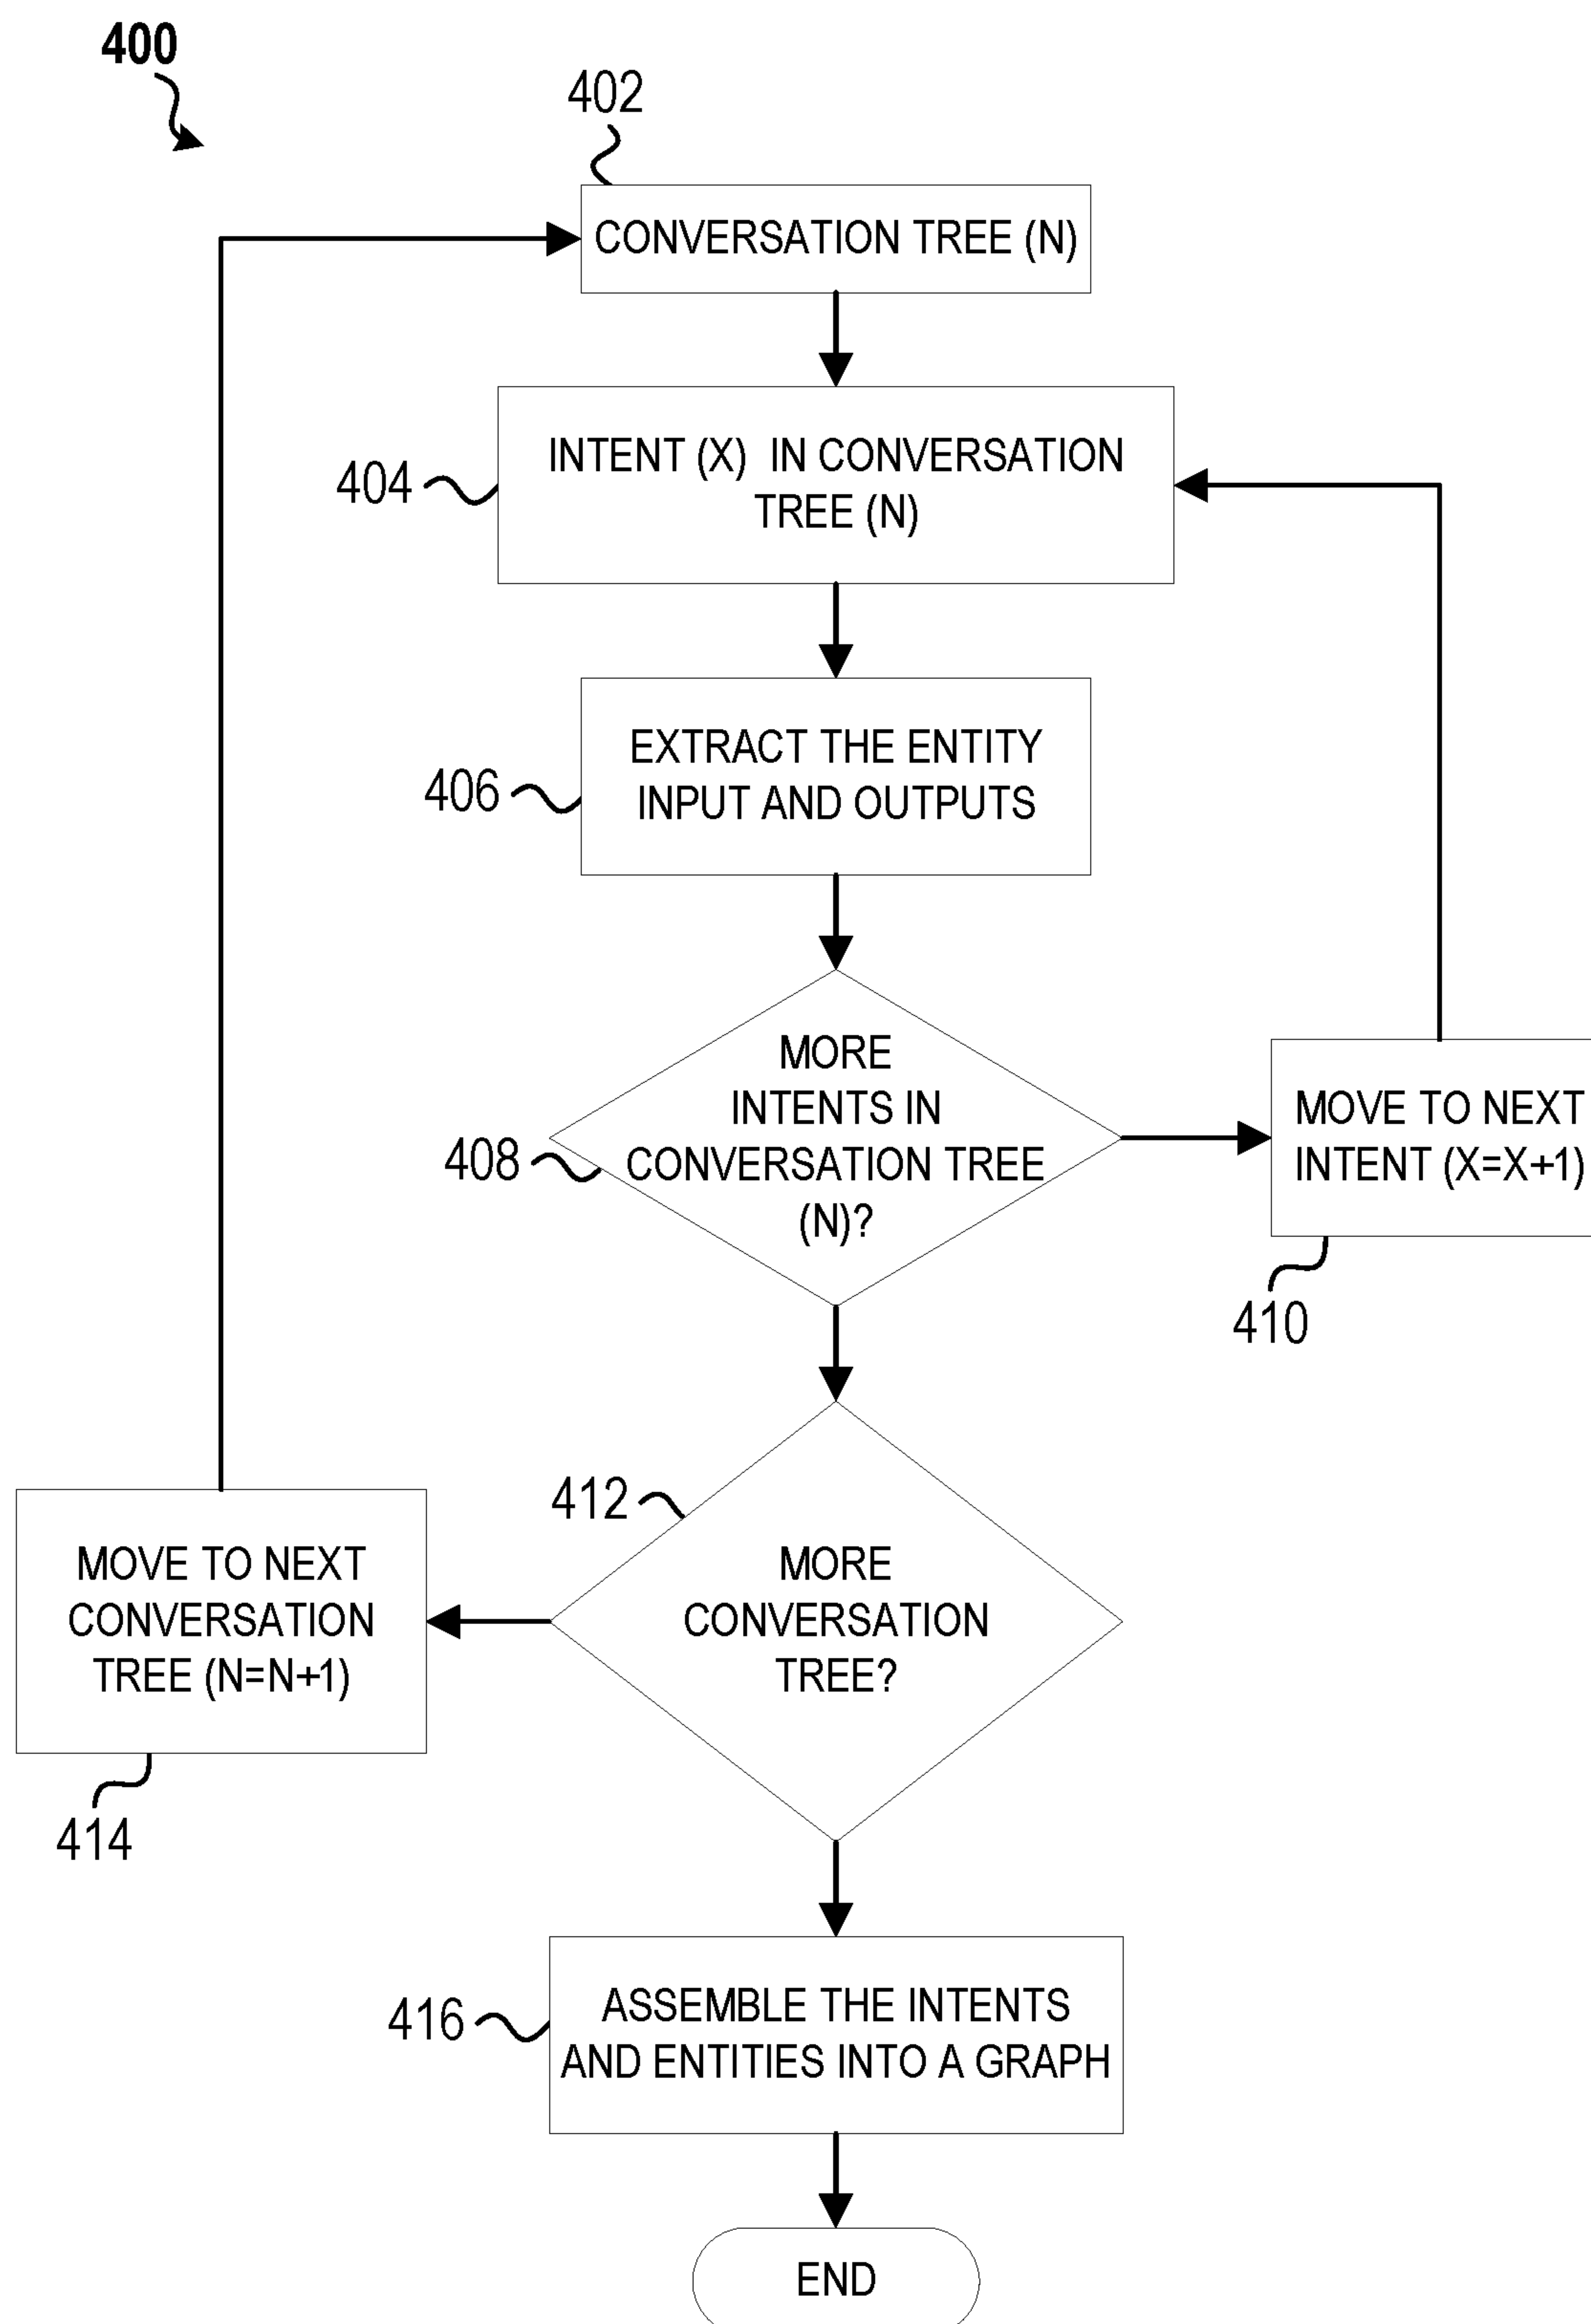 400
402
CONVERSATION TREE (N)
404
INTENT (X) IN CONVERSATION
TREE (N)
406
EXTRACT THE ENTITY
INPUT AND OUTPUTS
408
MORE
INTENTS IN
CONVERSATION TREE
(N)?
MOVE TO NEXT
INTENT (X=X+1)
410
412
MORE
CONVERSATION
TREE?
MOVE TO NEXT
CONVERSATION
TREE (N=N+1)
414
416
ASSEMBLE THE INTENTS
AND ENTITIES INTO A GRAPH
END